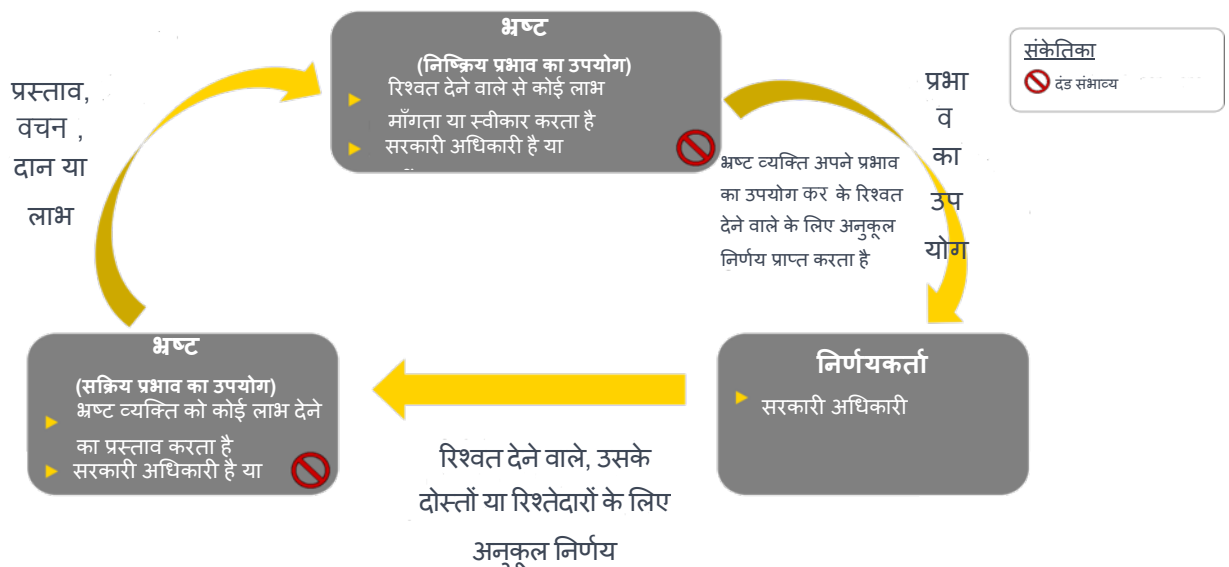 भ्रष्ट
(निष्क्रिय प्रभाव का उपयोग)
रिश्वत देने वाले से कोई लाभ
माँगता या स्वीकार करता है
सरकारी अधिकारी है या
संकेतिका
दंड संभाव्य
प्रस्ताव,
वचन ,
दान या
लाभ
प्रभा
व
का
उप
योग
भ्रष्ट व्यक्ति अपने प्रभाव
का उपयोग कर के रिश्वत
देने वाले के लिए अनुकूल
निर्णय प्राप्त करता है
भ्रष्ट
(सक्रिय प्रभाव का उपयोग)
भ्रष्ट व्यक्ति को कोई लाभ देने
का प्रस्ताव करता है
सरकारी अधिकारी है या
निर्णयकर्ता
सरकारी अधिकारी
रिश्वत देने वाले, उसके
दोस्तों या रिश्तेदारों के लिए
अनुकूल निर्णय